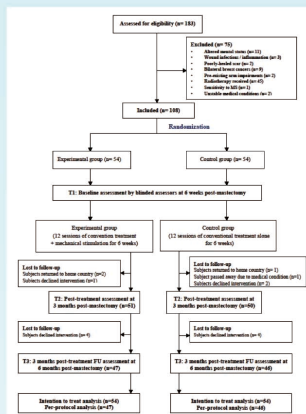 Assessed for eligibility (n= 183)
Excluded (n= 75)
• Altered mental status (n= 11)
• Wound infections / inflammation (n= 3)
• Poorly-healed scar (n= 2)
• Bilateral breast cancers (n= 9)
• Pre-existing arm impairments (n= 2)
• Radiotherapy received (n= 45)
• Sensitivity to MS (n= 1)
• Unstable medical conditions (n= 2)
Included (n= 108)
Randomization
Experimental group (n= 54)
Control group (n= 54)
T1: Baseline assessment by blinded assessors at 6 weeks post-mastectomy
Experimental group
(12 sessions of convention treatment
+ mechanical stimulation for 6 weeks)
Control group
(12 sessions of conventional treatment alone
for 6 weeks)
Lost to follow-up
Subjects returned to home country (n=2)
Subjects declined intervention (n=1)
Lost to follow-up
Subjects returned to home country (n= 1)
Subjects passed away due to medical condition (n=1)
Subjects declined intervention (n= 2)
T2: Post-treatment assessment at
3 months post-mastectomy (n=51)
T2: Post-treatment assessment at
3 months post-mastectomy (n=50)
Lost to follow-up
Subjects declined intervention (n= 4)
Lost to follow-up
Subjects declined intervention (n= 4)
T3: 3 months post-treatment FU assessment at
6 months post-mastectomy (n=47)
T3: 3 months post-treatment FU assessment at
6 months post-mastectomy (n=46)
Intention to treat analysis (n=54)
Per-protocol analysis (n=47)
Intention to treat analysis (n=54)
Per-protocol analysis (n=46)